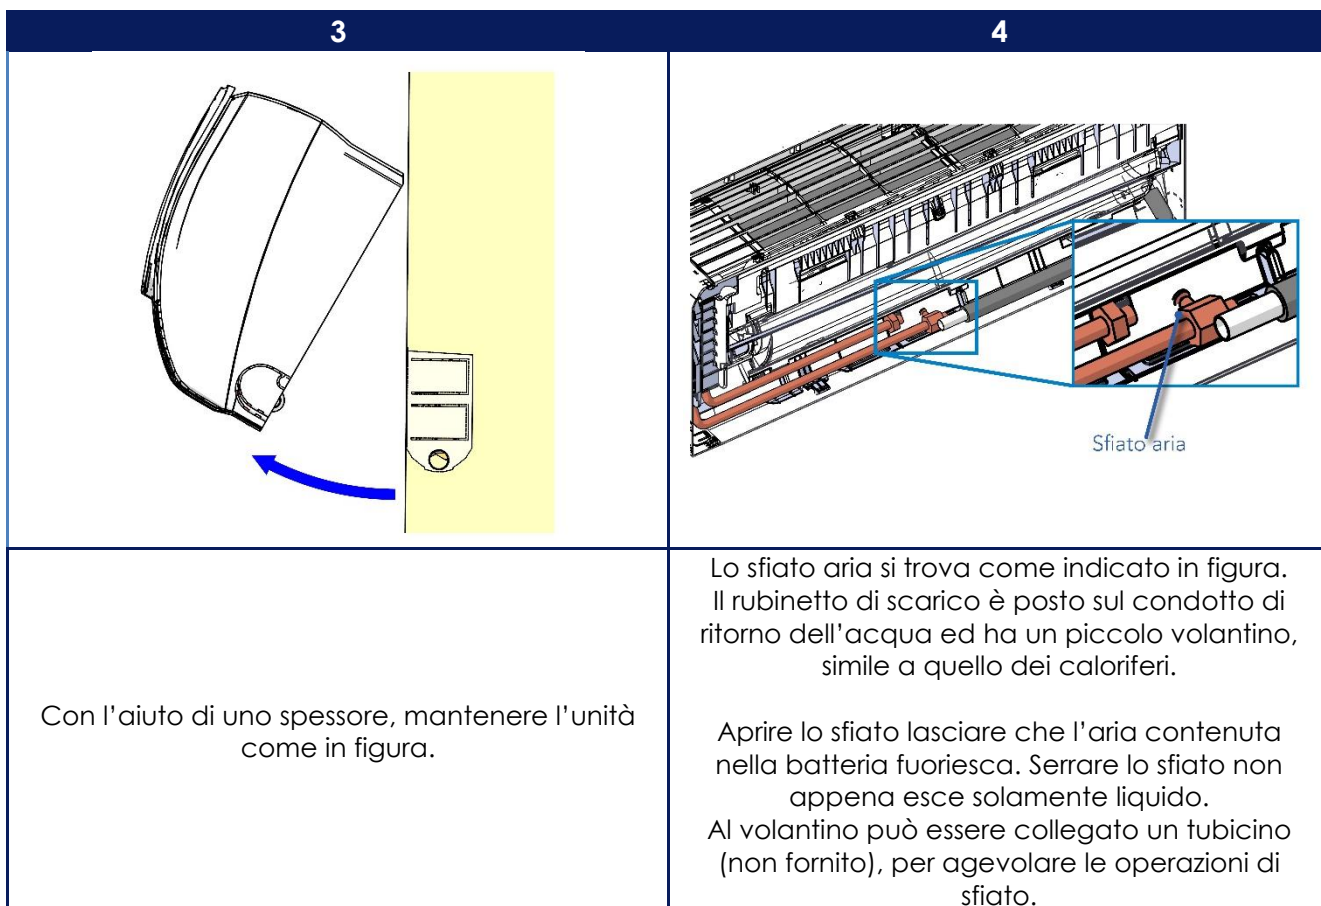 3
4
Sfiato aria
Con l’aiuto di uno spessore, mantenere l’unità
come in figura.
Lo sfiato aria si trova come indicato in figura.
Il rubinetto di scarico è posto sul condotto di
ritorno dell’acqua ed ha un piccolo volantino,
simile a quello dei caloriferi.
Aprire lo sfiato lasciare che l’aria contenuta
nella batteria fuoriesca. Serrare lo sfiato non
appena esce solamente liquido.
Al volantino può essere collegato un tubicino
(non fornito), per agevolare le operazioni di
sfiato.